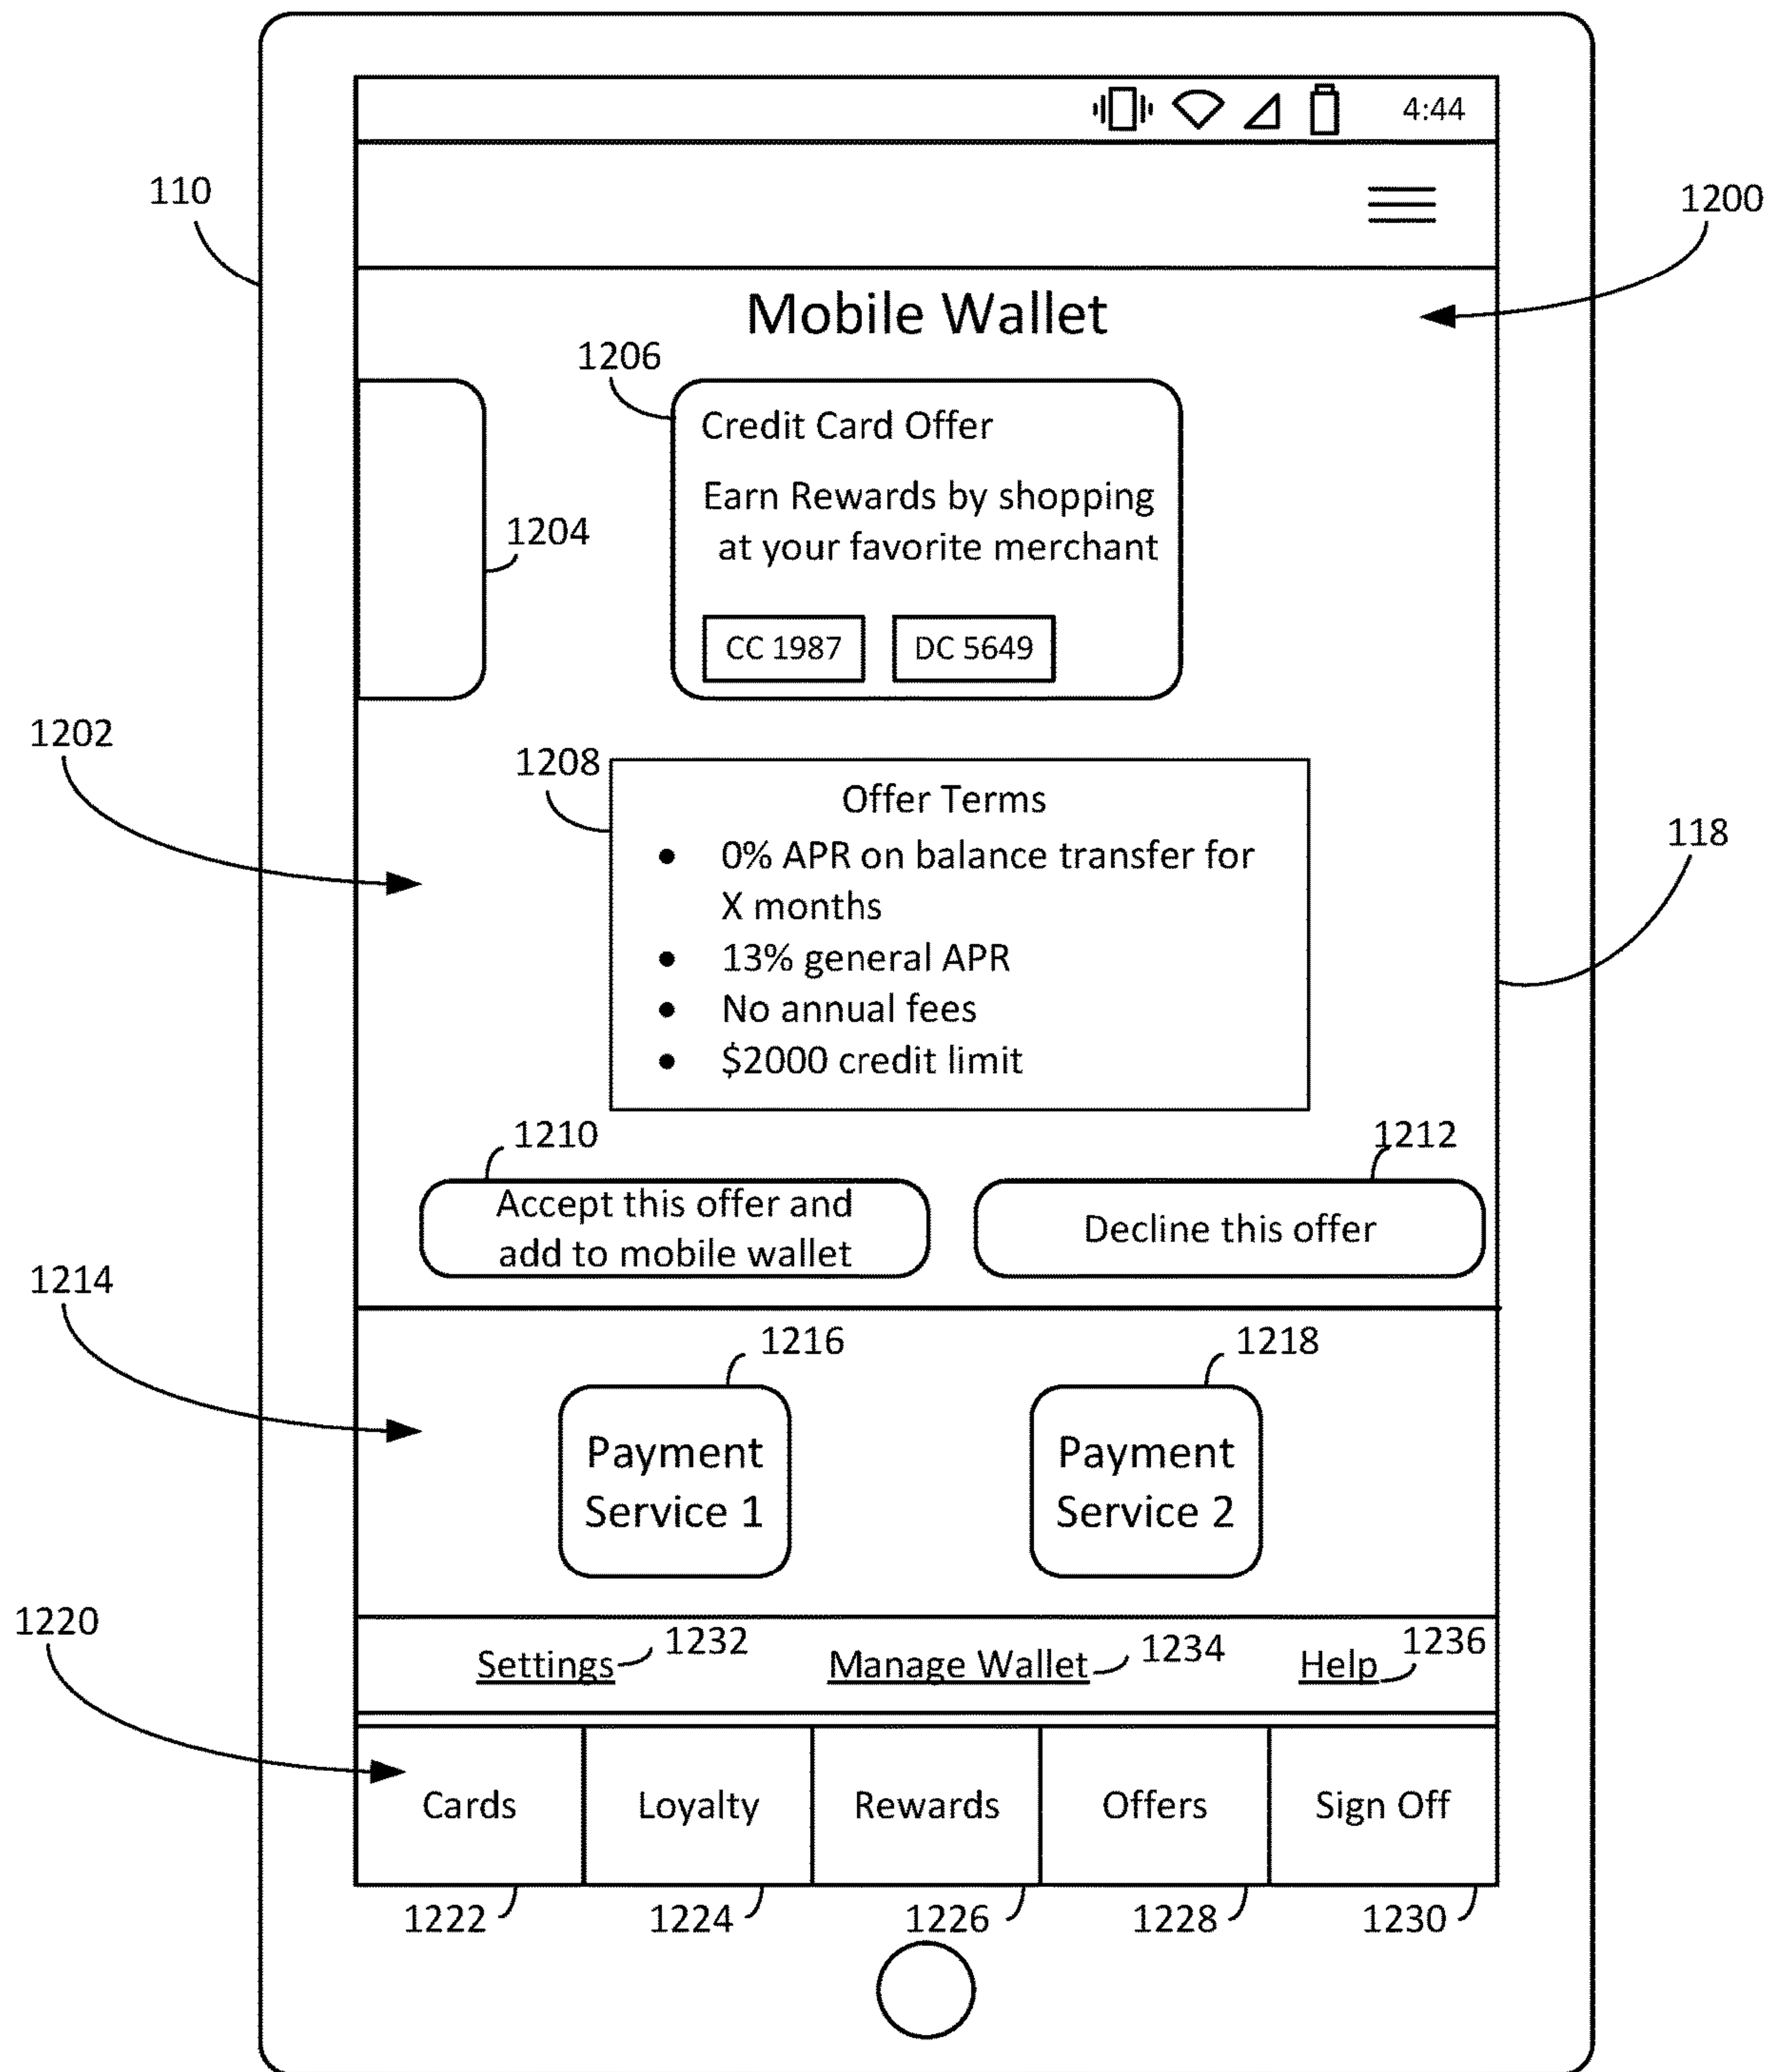 4:44
110
1200
Mobile Wallet
1206
Credit Card Offer
Earn Rewards by shopping
at your favorite merchant
1204
CC 1987
DC 5649
1202
1208
Offer Terms
• 0% APR on balance transfer for
X months
• 13% general APR
• No annual fees
• $2000 credit limit
118
1210
1212
Accept this offer and
add to mobile wallet
Decline this offer
1214
1216
1218
Payment
Service 1
Payment
Service 2
1220
Settings
1232
Manage Wallet
1234
Help
1236
Cards
Loyalty
Rewards
Offers
Sign Off
1222
1224
1226
1228
1230